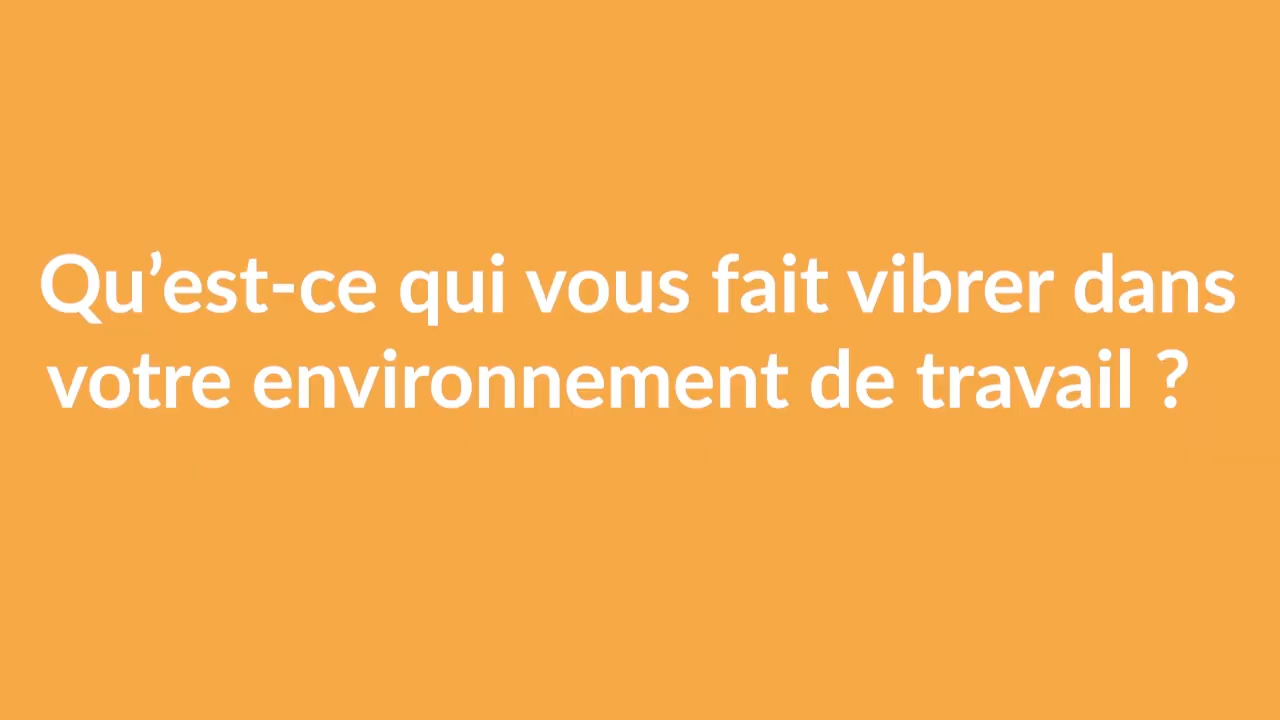 Qu’est-ce qui vous fait vibrer dans
votre environnement de travail ?